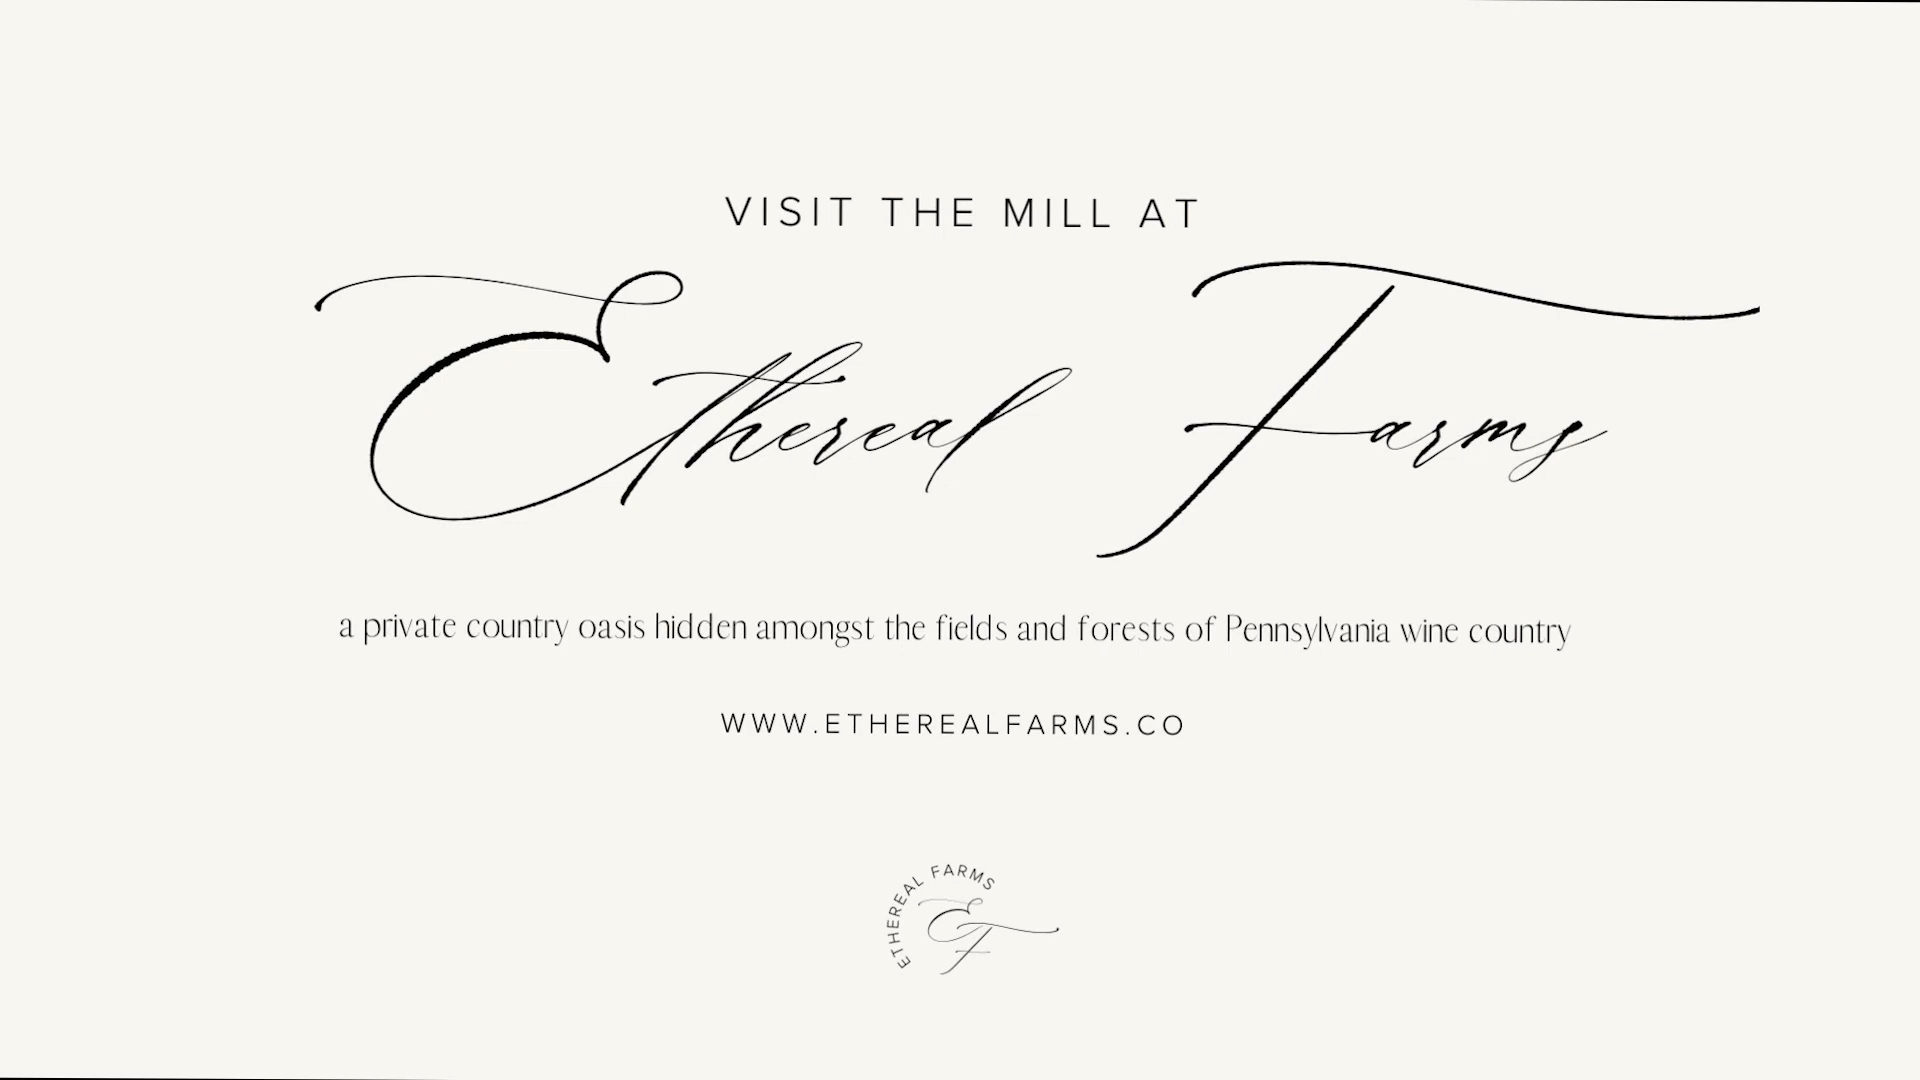 VISIT THE MILL AT
Ethereal Farms
a private country oasis hidden amongst the fields and forests of Pennsylvania wine country
WWW.ETHEREALFARMS.CO
ETHEREAL FARMS
EF